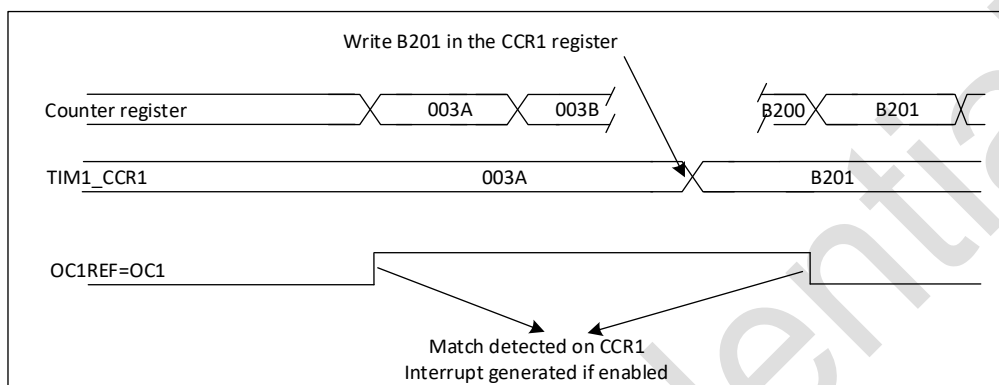 Write B201 in the CCR1 register
Counter register 003A 003B B200 B201
TIM1_CCR1 003A B201
OC1REF=OC1
Match detected on CCR1
Interrupt generated if enabled